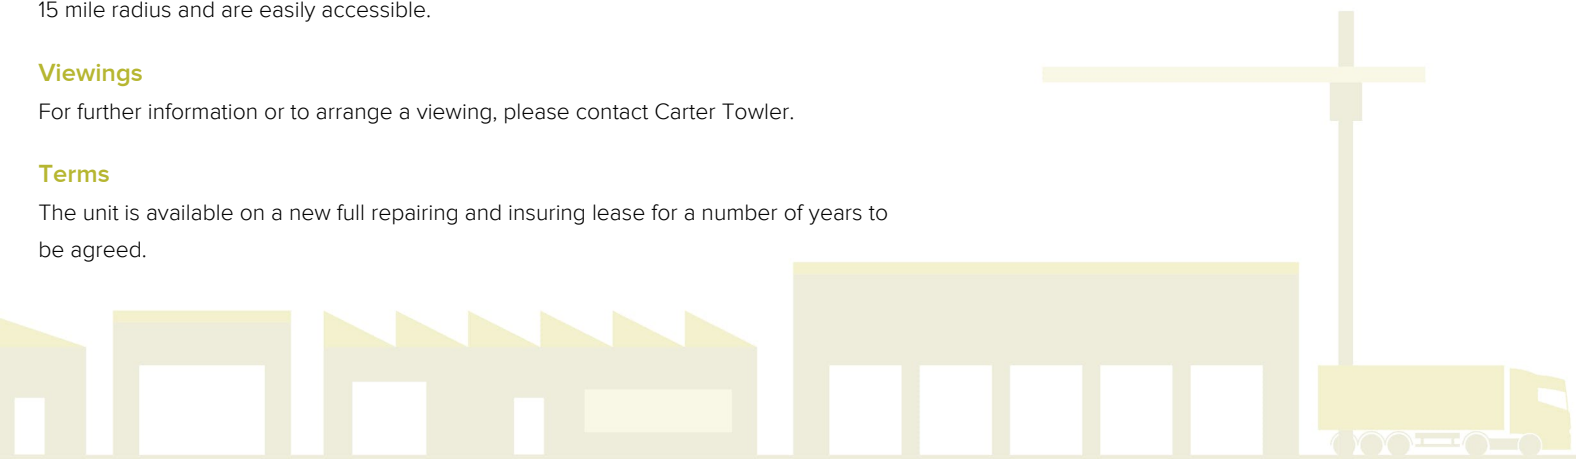 15 mile radius and are easily accessible.
Viewings
For further information or to arrange a viewing, please contact Carter Towler.
Terms
The unit is available on a new full repairing and insuring lease for a number of years to
be agreed.